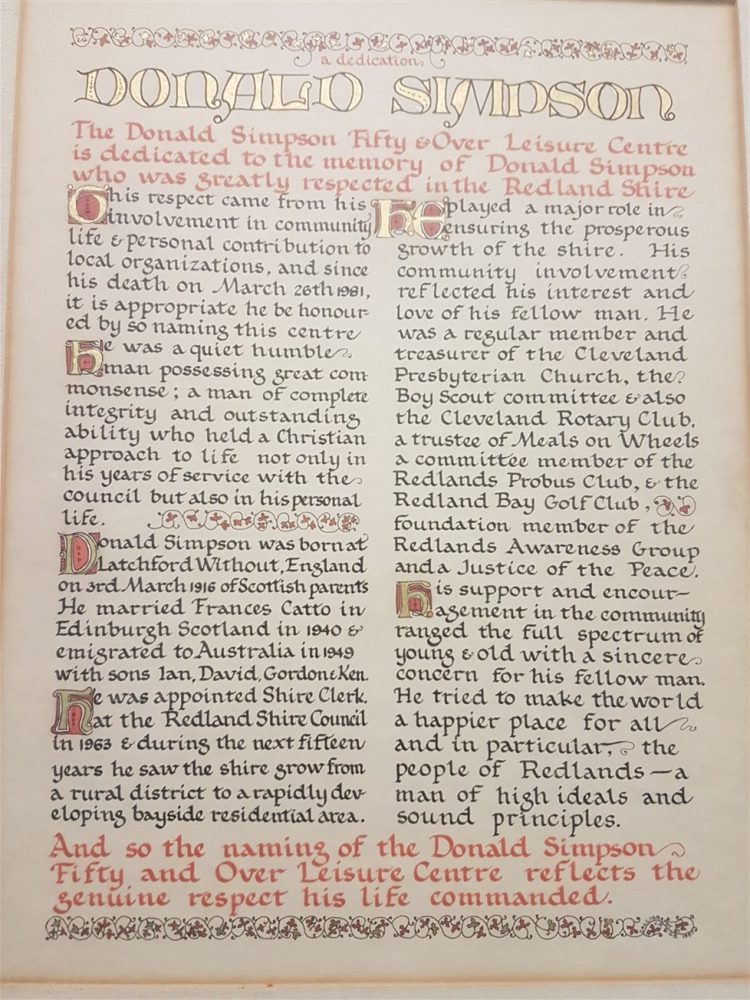 a dedication.
DONALD SIMPSON
The Donald Simpson Fifty & Over Leisure Centre
is dedicated to the memory of Donald Simpson
who was greatly respected in the Redland Shire
This respect came from his
involvement in community
life & personal contribution to
local organizations, and since
his death on March 26th 1981,
it is appropriate he be honour-
ed by so naming this centre
He was a quiet humble
man possessing great com
monsense; a man of complete
integrity and outstanding
ability who held a Christian
approach to life not only in
his years of service with the
council but also in his personal
life.
Donald Simpson was born at
Latchford Without, England
on 3rd March 1916 of Scottish parents
He married Frances Catto in
Edinburgh Scotland in 1940 &
emigrated to Australia in 1949
with sons Ian, David, Gordon & Ken.
He was appointed Shire Clerk.
at the Redland Shire Council
in 1963 & during the next fifteen
years he saw the shire grow from
a rural district to a rapidly dev-
eloping bayside residential area.
He played a major role in
ensuring the prosperous
growth of the shire. His
community involvement
reflected his interest and
love of his fellow man. He
was a regular member and
treasurer of the Cleveland
Presbyterian Church, the
Boy Scout committee & also
the Cleveland Rotary Club,
a trustee of Meals on Wheels
a committee member of the
Redlands Probus Club, & the
Redland Bay Golf Club,
foundation member of the
Redlands Awareness Group
and a Justice of the Peace.
His support and encour-
agement in the community
ranged the full spectrum of
young & old with a sincere
concern for his fellow man.
He tried to make the world
a happier place for all
and in particular, the
people of Redlands – a
man of high ideals and
sound principles.
And so the naming of the Donald Simpson
Fifty and Over Leisure Centre reflects the
genuine respect his life commanded.